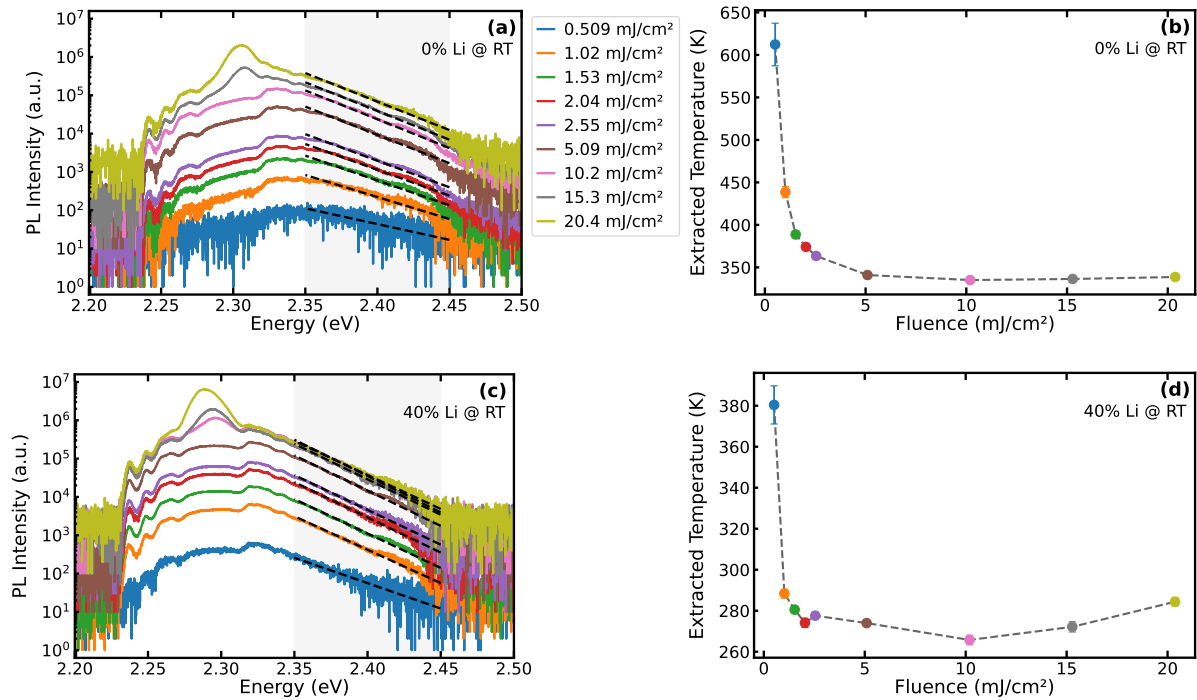 (a)
0% Li @ RT
PL Intensity (a.u.)
10⁷
10⁶
10⁵
10⁴
10³
10²
10¹
10⁰
2.20 2.25 2.30 2.35 2.40 2.45 2.50
Energy (eV)
0.509 mJ/cm²
1.02 mJ/cm²
1.53 mJ/cm²
2.04 mJ/cm²
2.55 mJ/cm²
5.09 mJ/cm²
10.2 mJ/cm²
15.3 mJ/cm²
20.4 mJ/cm²
(b)
0% Li @ RT
Extracted Temperature (K)
650
600
550
500
450
400
350
0 5 10 15 20
Fluence (mJ/cm²)
(c)
40% Li @ RT
PL Intensity (a.u.)
10⁷
10⁶
10⁵
10⁴
10³
10²
10¹
10⁰
2.20 2.25 2.30 2.35 2.40 2.45 2.50
Energy (eV)
(d)
40% Li @ RT
Extracted Temperature (K)
380
360
340
320
300
280
260
0 5 10 15 20
Fluence (mJ/cm²)